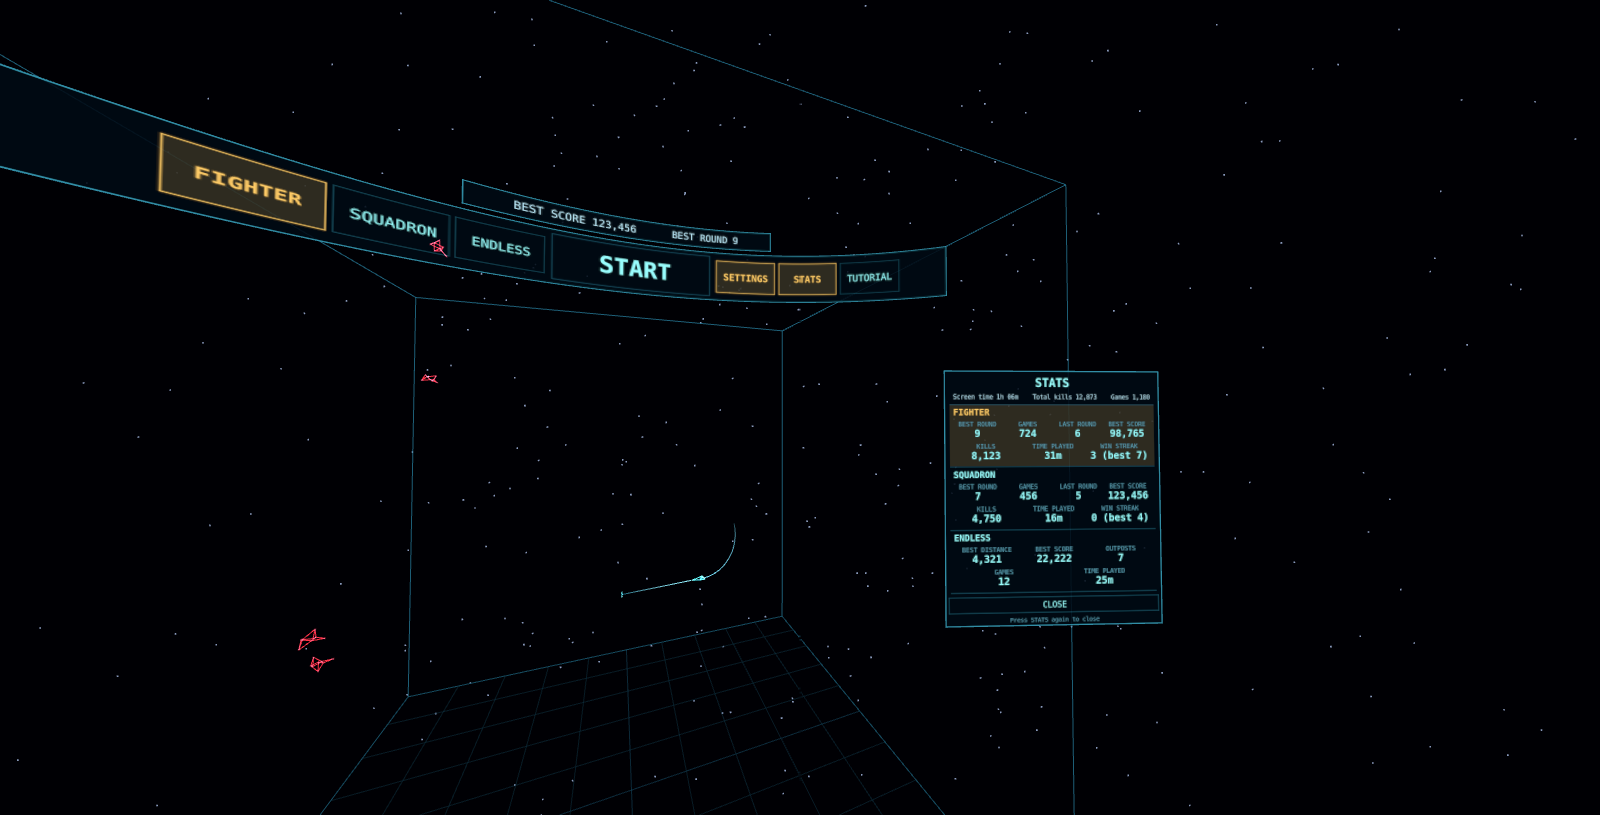 FIGHTER
SQUADRON
ENDLESS
START
SETTINGS
STATS
TUTORIAL
BEST SCORE 123,456 BEST ROUND 9
STATS
Screen time 1h 06m Total kills 12,873 Games 1,180
FIGHTER
BEST ROUND GAMES LAST ROUND BEST SCORE
9 724 6 98,765
KILLS TIME PLAYED WIN STREAK
8,123 31m 3 (best 7)
SQUADRON
BEST ROUND GAMES LAST ROUND BEST SCORE
7 456 5 123,456
KILLS TIME PLAYED WIN STREAK
4,750 16m 0 (best 4)
ENDLESS
BEST DISTANCE BEST SCORE OUTPOSTS
4,321 22,222 7
GAMES TIME PLAYED
12 25m
CLOSE
Press STATS again to close